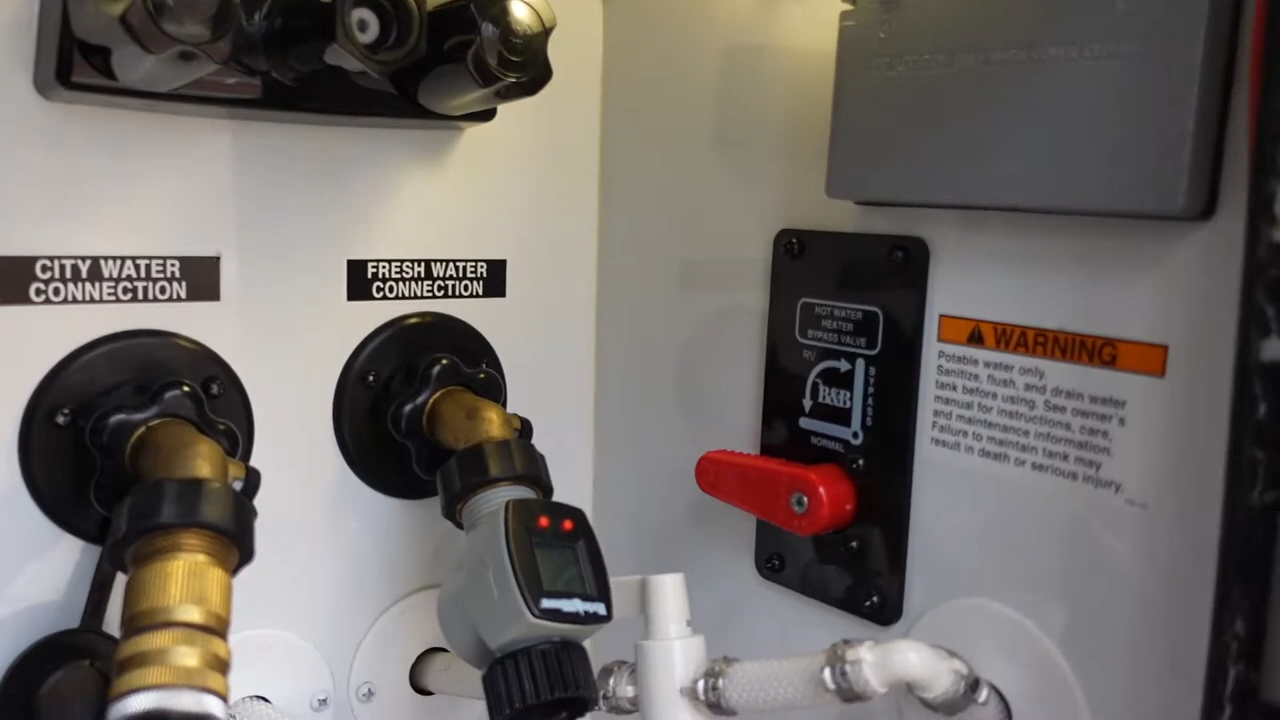 CITY WATER
CONNECTION
FRESH WATER
CONNECTION
HOT WATER
HEATER
BYPASS VALVE
RV
B&B
BYPASS
NORMAL
WARNING
Potable water only.
Sanitize, flush, and drain water
tank before using. See owner's
manual for instructions, care,
and maintenance information.
Failure to maintain tank may
result in death or serious injury.